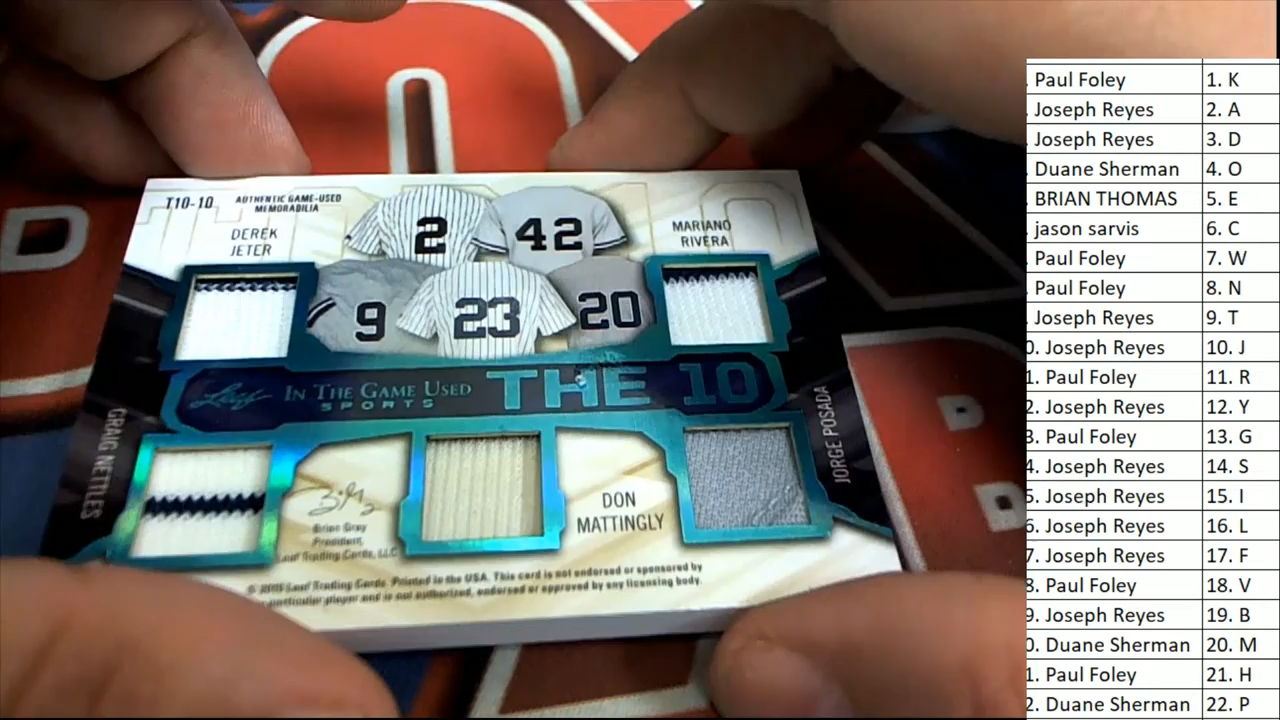 T10-10
AUTHENTIC GAME-USED
MEMORABILIA
DEREK
JETER
2
42
MARIANO
RIVERA
9
23
20
Leaf IN THE GAME USED
SPORTS
THE 10
GRAIG NETTLES
JORGE POSADA
DON
MATTINGLY
Brian Gray
President,
Leaf Trading Cards, LLC
Leaf Trading Cards. Printed in the USA. This card is not endorsed or sponsored by
particular player and is not authorized, endorsed or approved by any licensing body.
. Paul Foley 1. K
. Joseph Reyes 2. A
. Joseph Reyes 3. D
. Duane Sherman 4. O
. BRIAN THOMAS 5. E
. jason sarvis 6. C
. Paul Foley 7. W
. Paul Foley 8. N
. Joseph Reyes 9. T
0. Joseph Reyes 10. J
1. Paul Foley 11. R
2. Joseph Reyes 12. Y
3. Paul Foley 13. G
4. Joseph Reyes 14. S
5. Joseph Reyes 15. I
6. Joseph Reyes 16. L
7. Joseph Reyes 17. F
8. Paul Foley 18. V
9. Joseph Reyes 19. B
0. Duane Sherman 20. M
1. Paul Foley 21. H
2. Duane Sherman 22. P